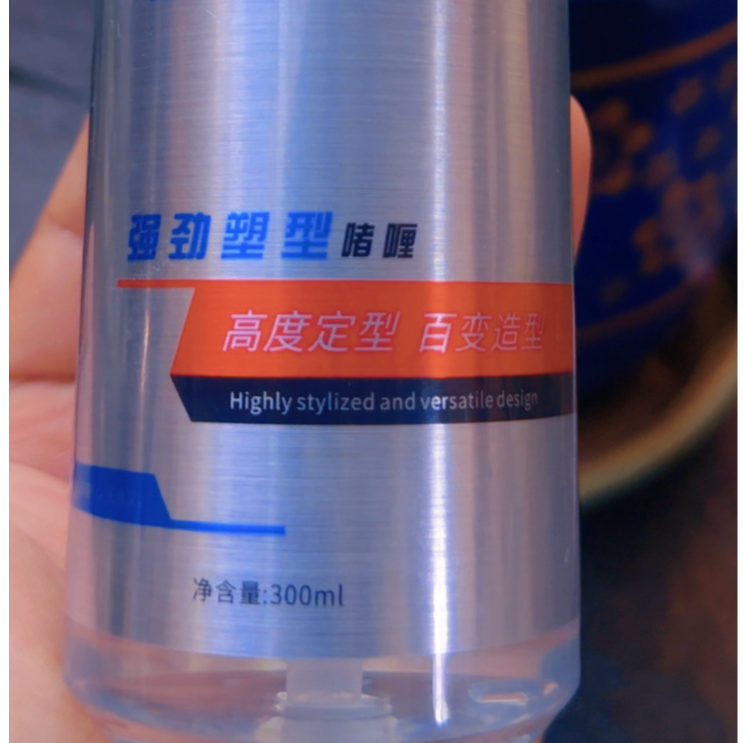 强劲塑型啫喱
高度定型 百变造型
Highly stylized and versatile design
净含量:300ml